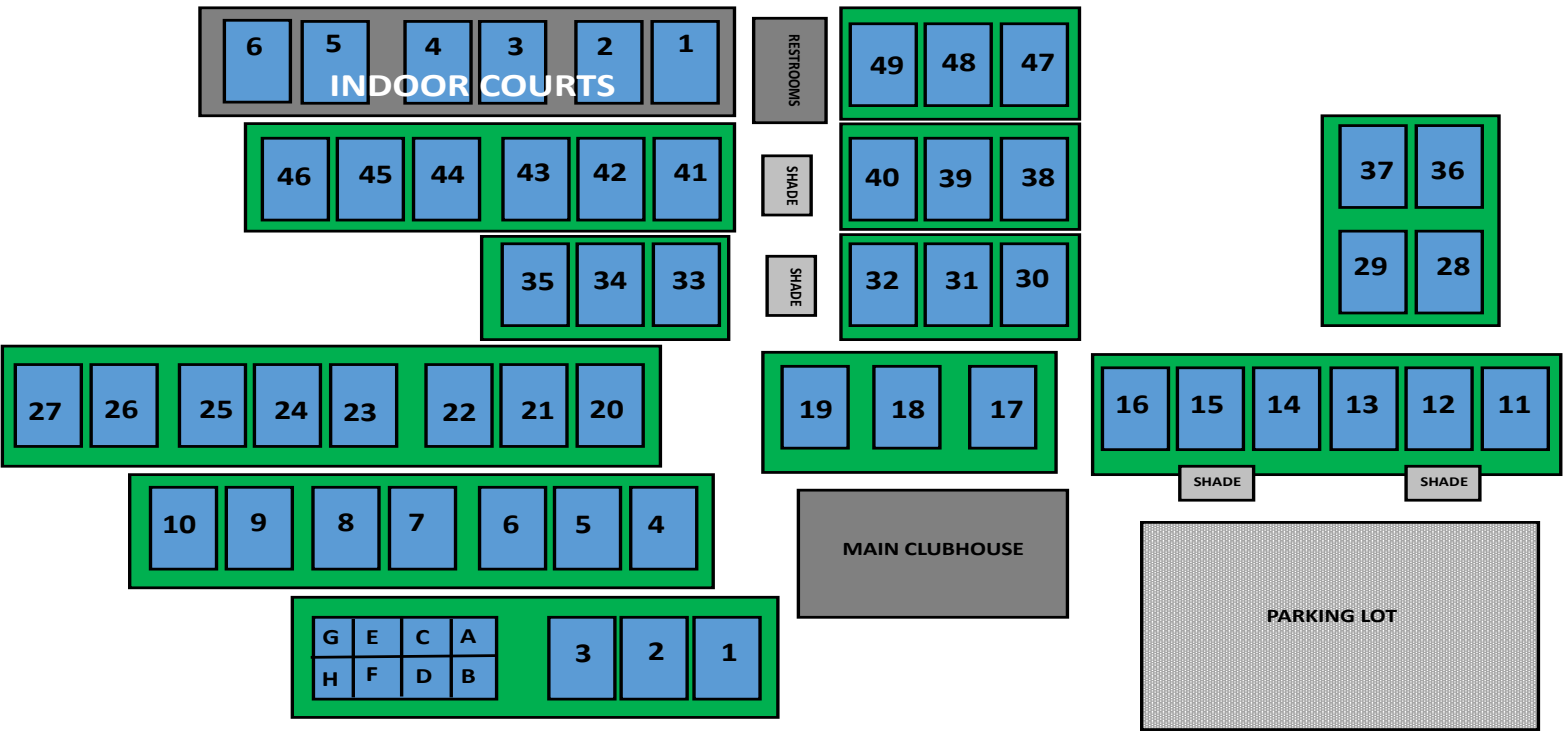 6 5 4 3 2 1
INDOOR COURTS
RESTROOMS
49 48 47
46 45 44 43 42 41
SHADE
40 39 38
37 36
35 34 33
SHADE
32 31 30
29 28
27 26 25 24 23 22 21 20
19 18 17
16 15 14 13 12 11
SHADE SHADE
10 9 8 7 6 5 4
MAIN CLUBHOUSE
PARKING LOT
G E C A
H F D B
3 2 1